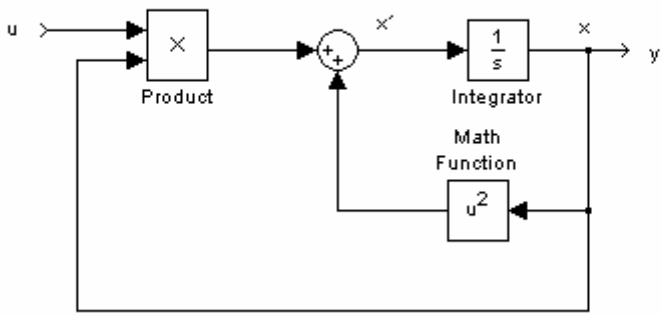 u
×
Product
+
+
x′
1
s
Integrator
x
y
Math
Function
u²